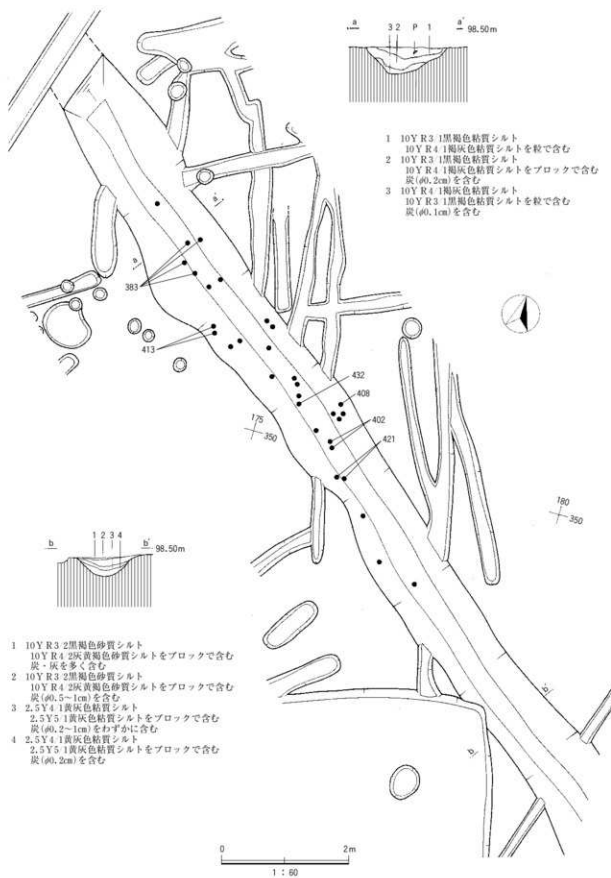 a
a'
98.50m
3 2 P 1
1 10YR3/1黒褐色粘質シルト
10YR4/1褐灰色粘質シルトを粒で含む
2 10YR3/1黒褐色粘質シルト
10YR4/1褐灰色粘質シルトをブロックで含む
炭(φ0.2cm)を含む
3 10YR4/1褐灰色粘質シルト
10YR3/1黒褐色粘質シルトを粒で含む
炭(φ0.1cm)を含む
a'
a
383
413
432
408
402
421
175
350
180
350
b
b'
98.50m
1 2 3 4
1 10YR3/2黒褐色砂質シルト
10YR4/2灰黄褐色砂質シルトをブロックで含む
炭・灰を多く含む
2 10YR3/2黒褐色砂質シルト
10YR4/2灰黄褐色砂質シルトをブロックで含む
炭(φ0.5~1cm)を含む
3 2.5Y4/1黄灰色粘質シルト
2.5Y5/1黄灰色粘質シルトをブロックで含む
炭(φ0.2~1cm)をわずかに含む
4 2.5Y4/1黄灰色粘質シルト
2.5Y5/1黄灰色粘質シルトをブロックで含む
炭(φ0.2cm)を含む
b'
b
0
2m
1:60